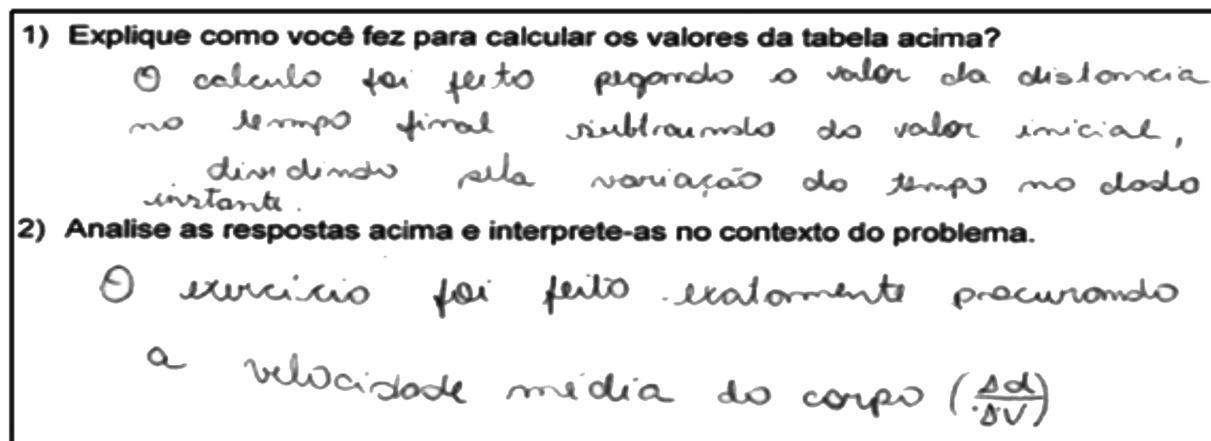 1) Explique como você fez para calcular os valores da tabela acima?
O calculo foi feito pegando o valor da distancia
no tempo final subtraundo do valor inicial,
dividindo pela variação do tempo no dado
instante.
2) Analise as respostas acima e interprete-as no contexto do problema.
O exercício foi feito exatamente procurando
a velocidade média do corpo (Δd/ΔV)